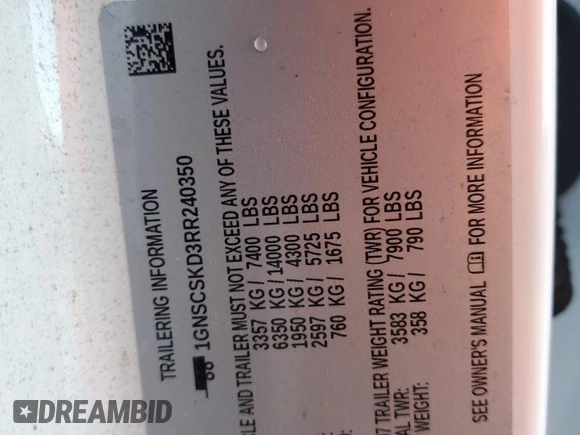 TRAILERING INFORMATION
1GNSCSKD3RR240350
AND TRAILER MUST NOT EXCEED ANY OF THESE VALUES.
3357 KG / 7400 LBS
6350 KG / 14000 LBS
1950 KG / 4300 LBS
2597 KG / 5725 LBS
760 KG / 1675 LBS
TRAILER WEIGHT RATING (TWR) FOR VEHICLE CONFIGURATION.
TWR: 3583 KG / 7900 LBS
WEIGHT: 358 KG / 790 LBS
SEE OWNER'S MANUAL FOR MORE INFORMATION
DREAMBID